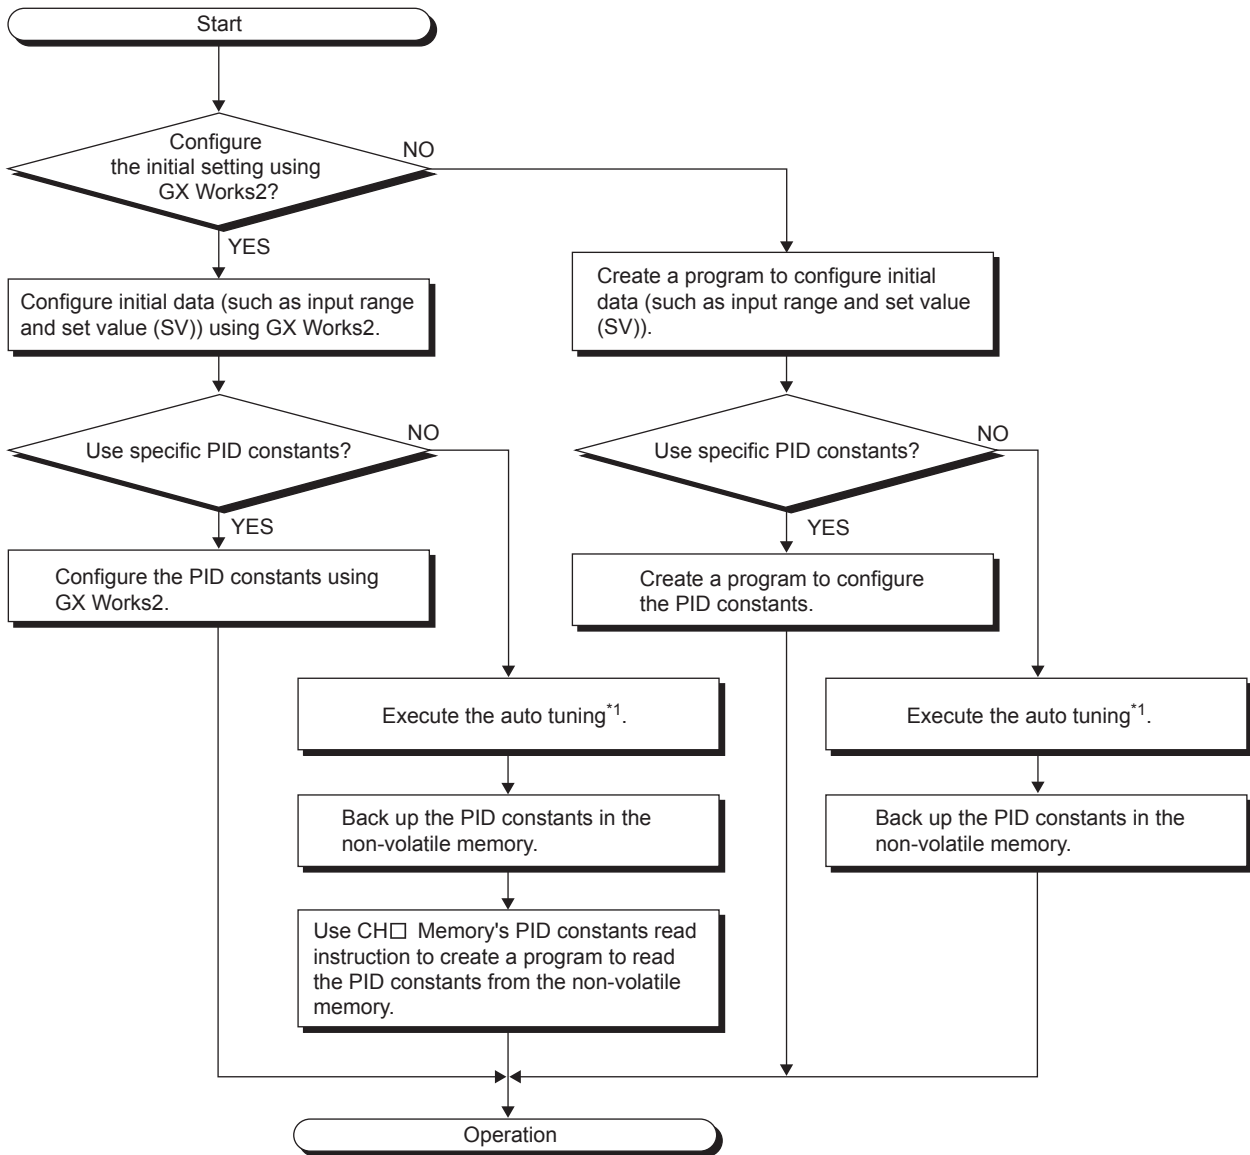 Start
Configure
the initial setting using
GX Works2?
NO
YES
Configure initial data (such as input range
and set value (SV)) using GX Works2.
Create a program to configure initial
data (such as input range and set value
(SV)).
Use specific PID constants?
NO
YES
Use specific PID constants?
NO
YES
Configure the PID constants using
GX Works2.
Create a program to configure
the PID constants.
Execute the auto tuning*1.
Execute the auto tuning*1.
Back up the PID constants in the
non-volatile memory.
Back up the PID constants in the
non-volatile memory.
Use CH□ Memory's PID constants read
instruction to create a program to read
the PID constants from the non-volatile
memory.
Operation